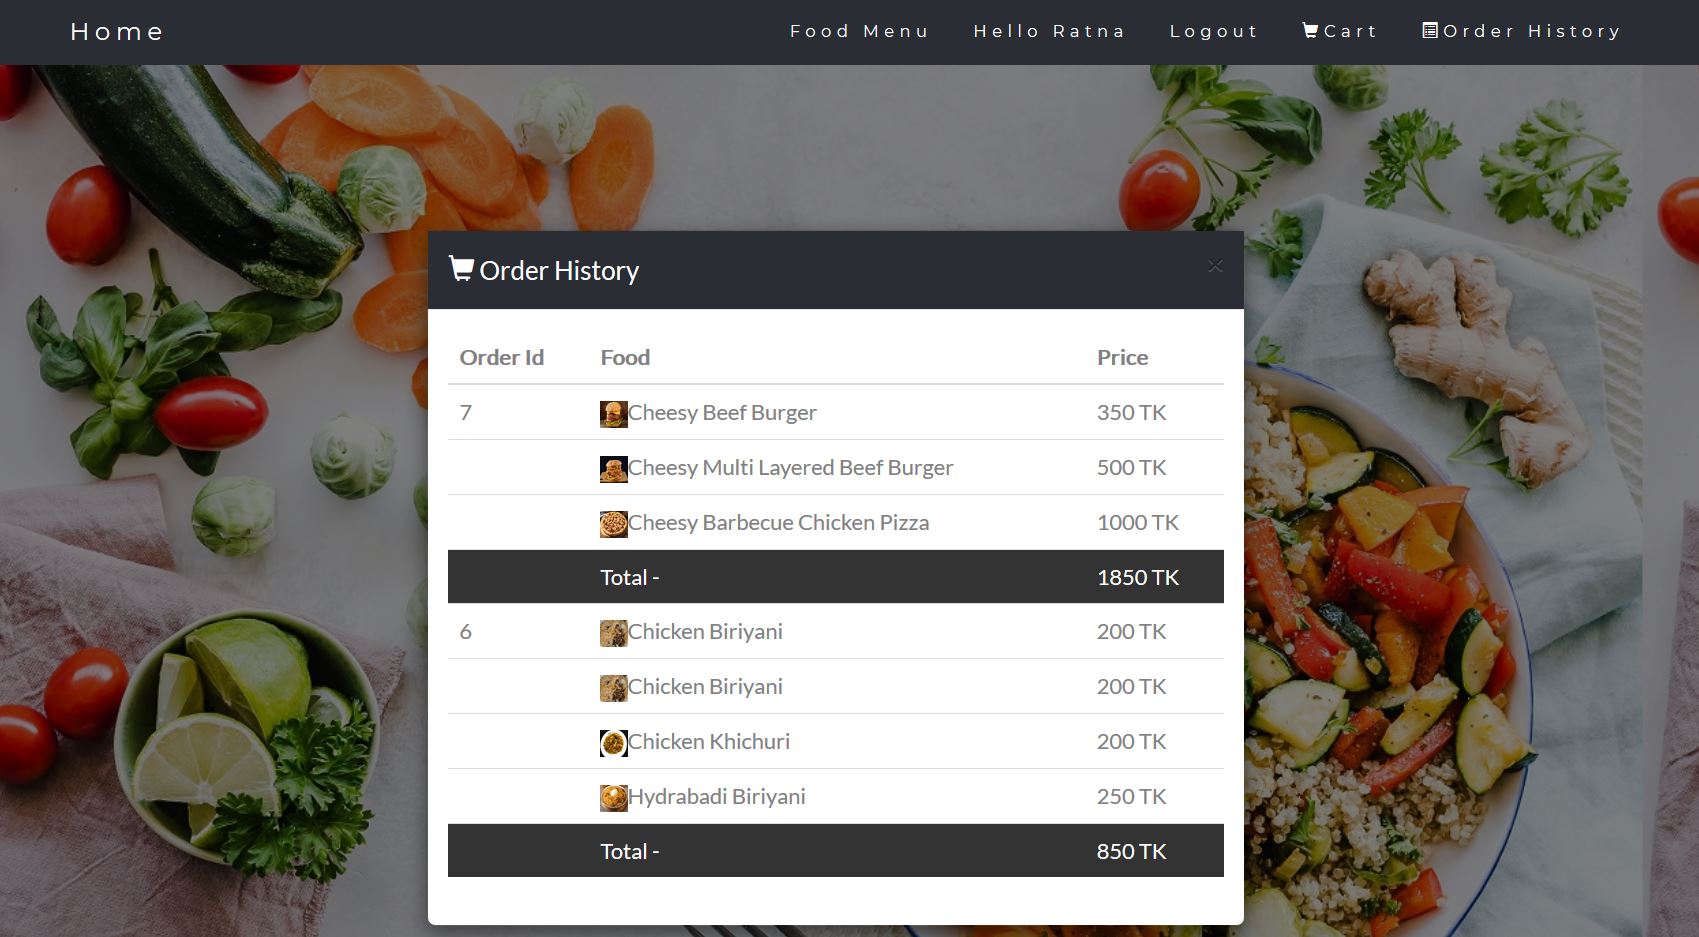 Home Food Menu Hello Ratna Logout Cart Order History
Order History ×
Order Id Food Price
7 Cheesy Beef Burger 350 TK
Cheesy Multi Layered Beef Burger 500 TK
Cheesy Barbecue Chicken Pizza 1000 TK
Total - 1850 TK
6 Chicken Biriyani 200 TK
Chicken Biriyani 200 TK
Chicken Khichuri 200 TK
Hydrabadi Biriyani 250 TK
Total - 850 TK